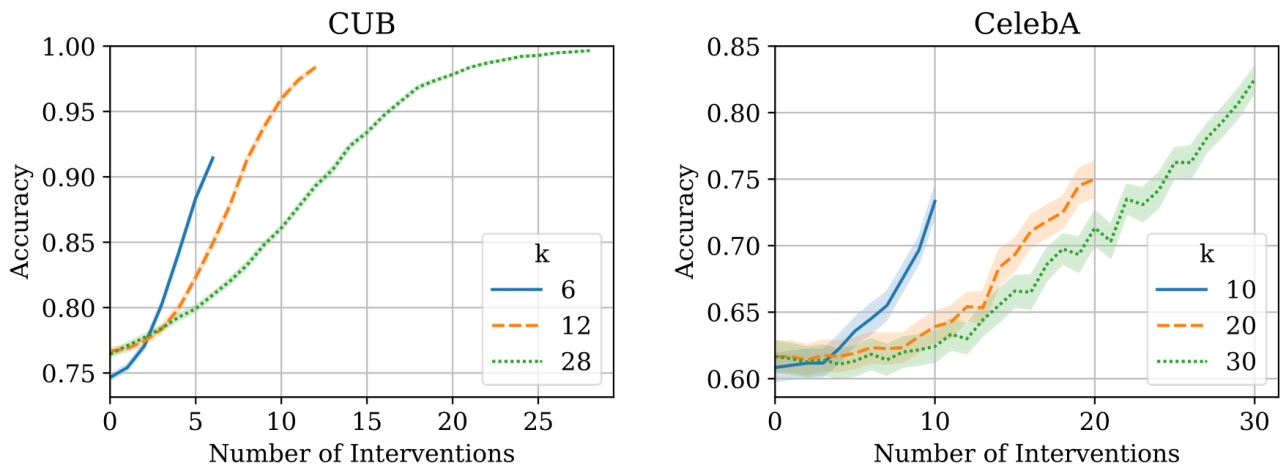 CUB
1.00
0.95
0.90
0.85
0.80
0.75
Accuracy
k
6
12
28
0 5 10 15 20 25
Number of Interventions
CelebA
0.85
0.80
0.75
0.70
0.65
0.60
Accuracy
k
10
20
30
0 10 20 30
Number of Interventions